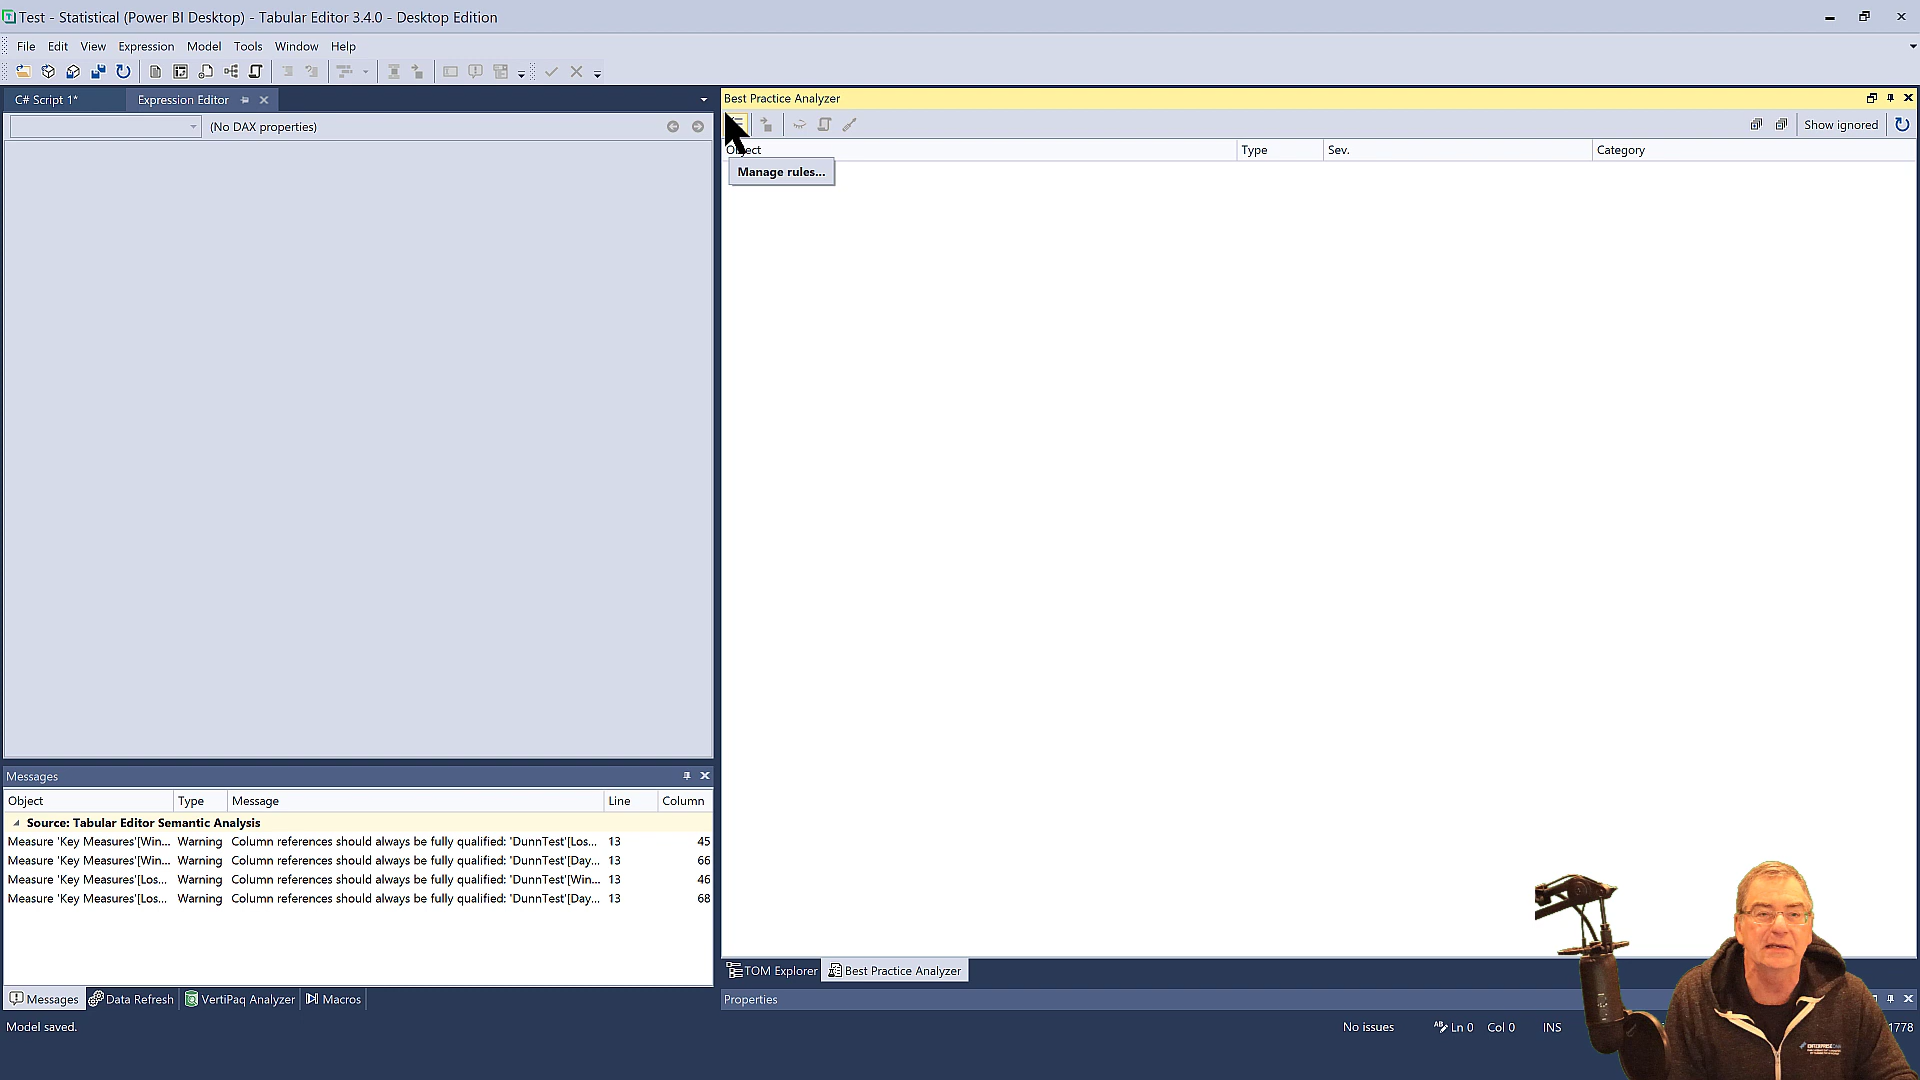 Test - Statistical (Power BI Desktop) - Tabular Editor 3.4.0 - Desktop Edition
File Edit View Expression Model Tools Window Help
C# Script 1*
Expression Editor
Best Practice Analyzer
(No DAX properties)
Show ignored
Object Type Sev. Category
Manage rules...
Messages
Object Type Message Line Column
Source: Tabular Editor Semantic Analysis
Measure 'Key Measures'[Win... Warning Column references should always be fully qualified: 'DunnTest'[Los... 13 45
Measure 'Key Measures'[Win... Warning Column references should always be fully qualified: 'DunnTest'[Day... 13 66
Measure 'Key Measures'[Los... Warning Column references should always be fully qualified: 'DunnTest'[Win... 13 46
Measure 'Key Measures'[Los... Warning Column references should always be fully qualified: 'DunnTest'[Day... 13 68
TOM Explorer Best Practice Analyzer
Messages Data Refresh VertiPaq Analyzer Macros
Properties
Model saved.
No issues Ln 0 Col 0 INS 1778
ENTERPRISE DNA